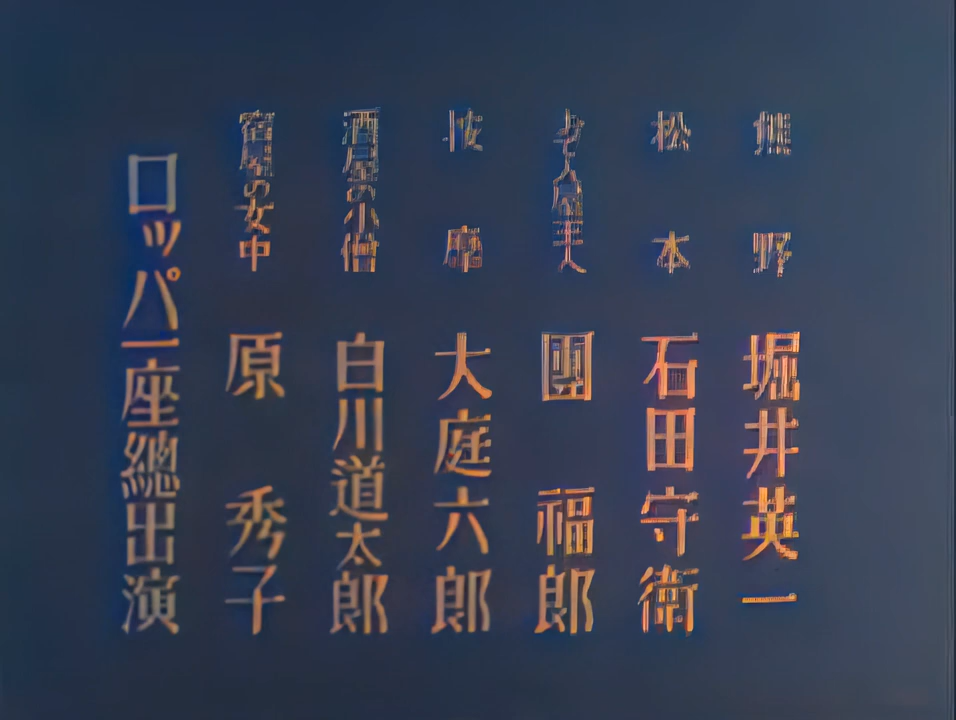 熊野 堀井英一
松本 石田守衛
團福郎
大庭六郎
酒屋の小僧 白川道太郎
宿屋の女中 原秀子
ロッパ一座總出演